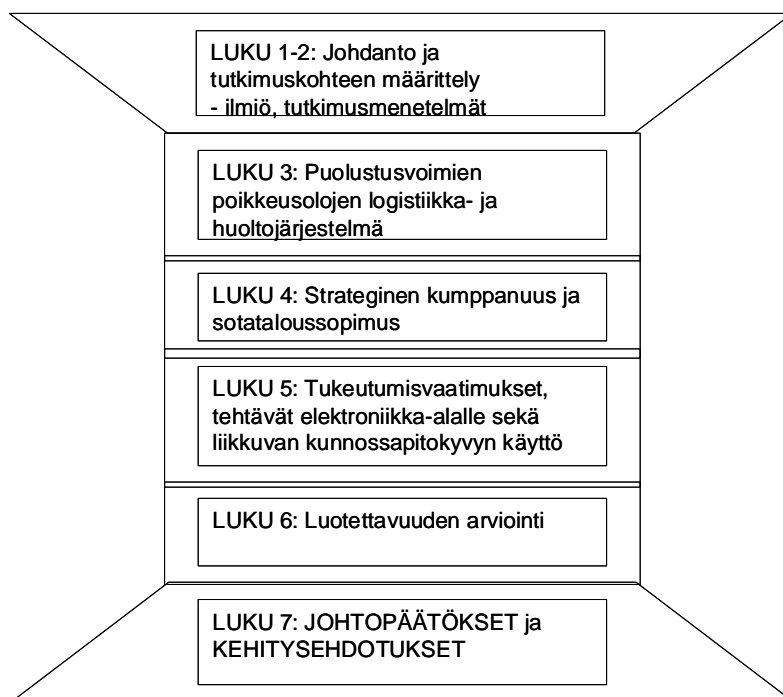 LUKU 1-2: Johdanto ja
tutkimuskohteen määrittely
- ilmiö, tutkimusmenetelmät
LUKU 3: Puolustusvoimien
poikkeusolojen logistiikka- ja
huoltojärjestelmä
LUKU 4: Strateginen kumppanuus ja
sotataloussopimus
LUKU 5: Tukeutumisvaatimukset,
tehtävät elektroniikka-alalle sekä
liikkuvan kunnossapitokyvyn käyttö
LUKU 6: Luotettavuuden arviointi
LUKU 7: JOHTOPÄÄTÖKSET ja
KEHITYSEHDOTUKSET